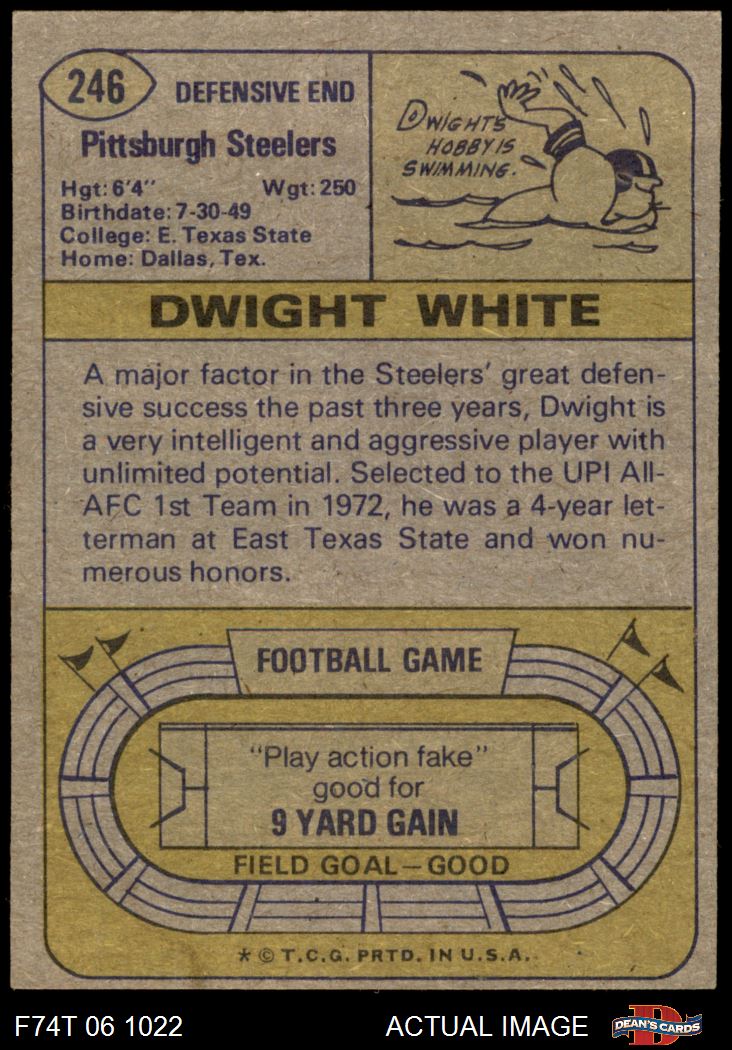 246
DEFENSIVE END
Pittsburgh Steelers
Hgt: 6'4" Wgt: 250
Birthdate: 7-30-49
College: E. Texas State
Home: Dallas, Tex.
DWIGHT'S
HOBBY IS
SWIMMING.
DWIGHT WHITE
A major factor in the Steelers' great defen-
sive success the past three years, Dwight is
a very intelligent and aggressive player with
unlimited potential. Selected to the UPI All-
AFC 1st Team in 1972, he was a 4-year let-
terman at East Texas State and won nu-
merous honors.
FOOTBALL GAME
"Play action fake"
good for
9 YARD GAIN
FIELD GOAL—GOOD
* © T.C.G. PRTD. IN U.S.A.
F74T 06 1022 ACTUAL IMAGE
D
DEAN'S CARDS